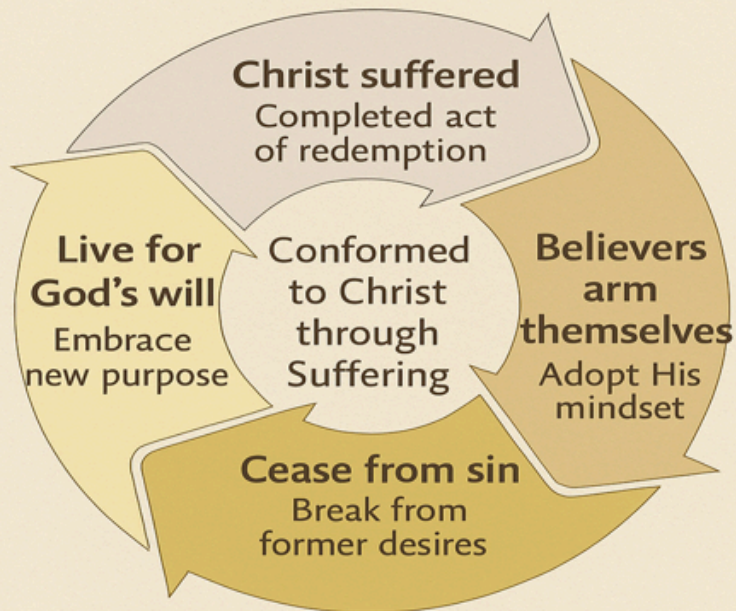 Christ suffered
Completed act
of redemption
Believers
arm
themselves
Adopt His
mindset
Cease from sin
Break from
former desires
Live for
God's will
Embrace
new purpose
Conformed
to Christ
through
Suffering